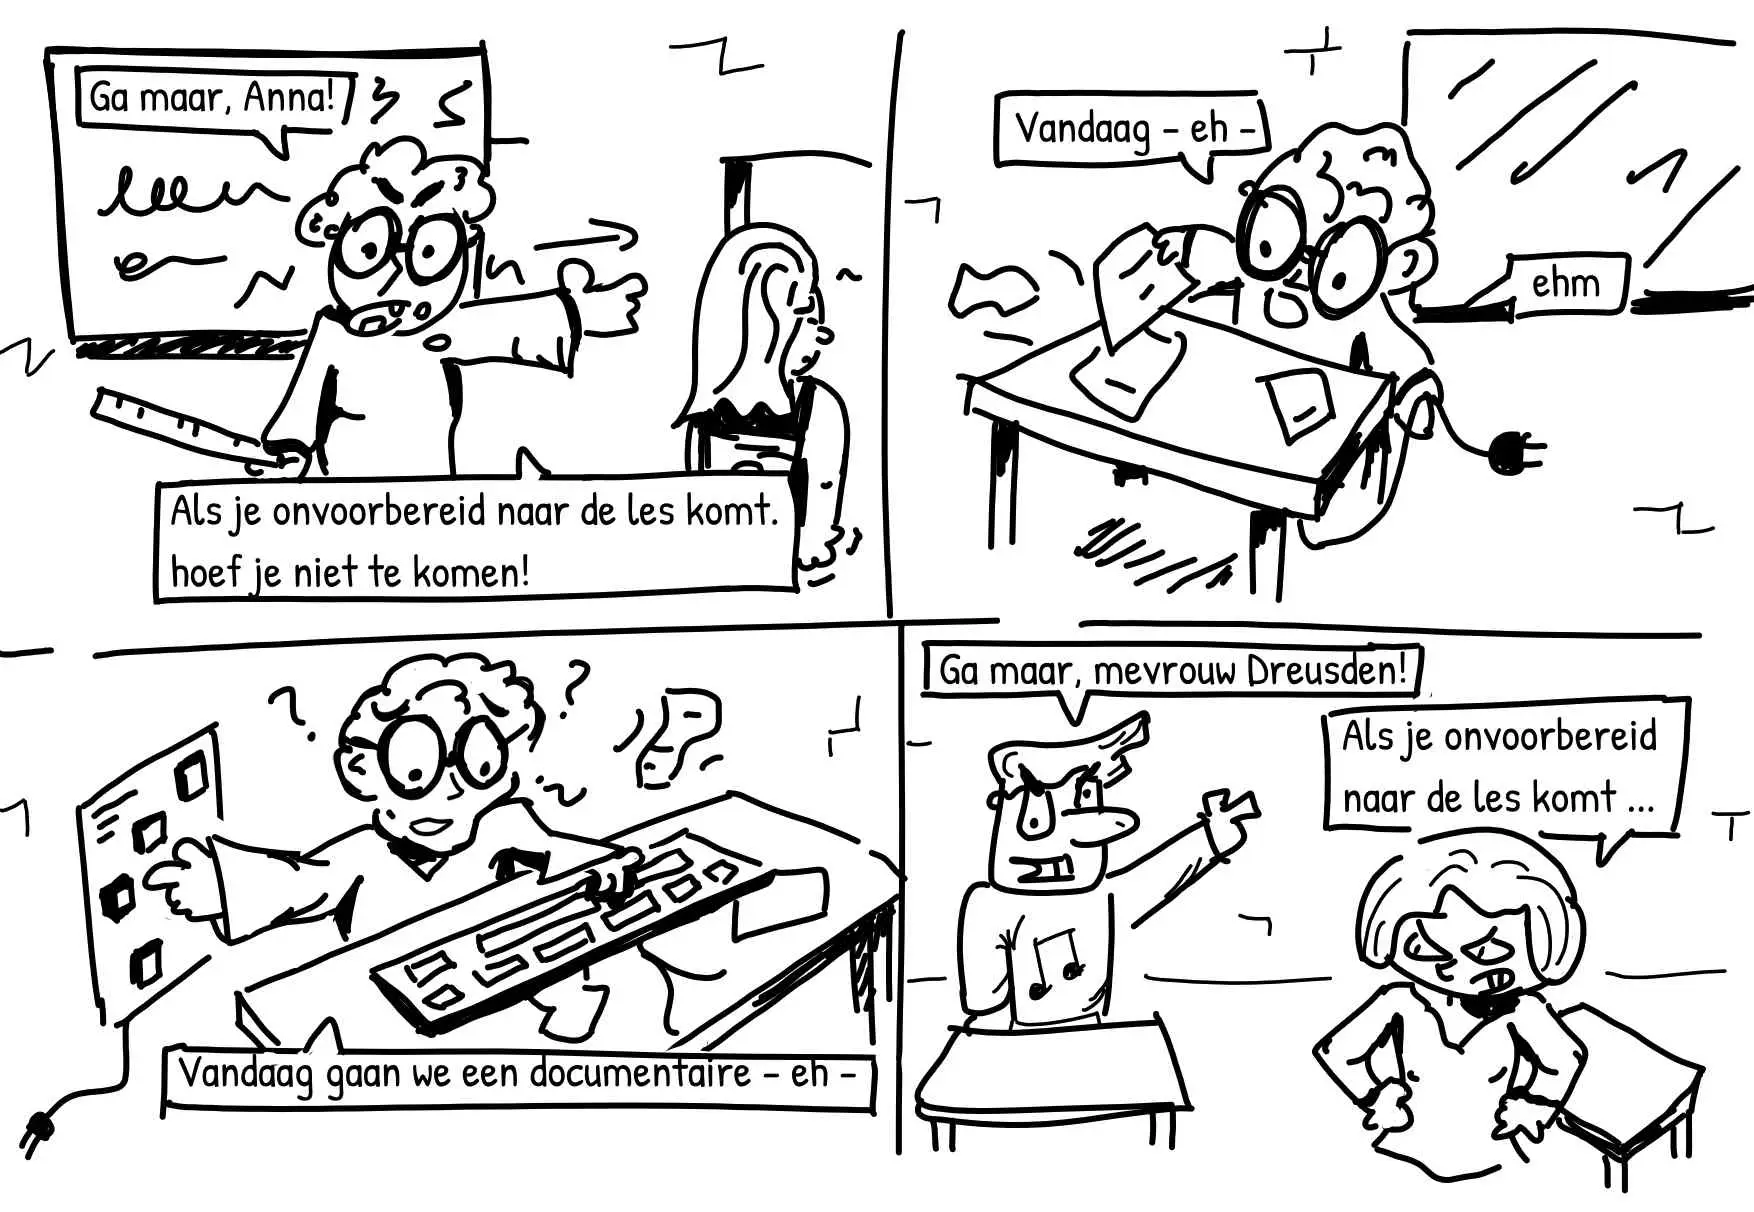 Ga maar, Anna!
Als je onvoorbereid naar de les komt.
hoef je niet te komen!
Vandaag - eh -
ehm
Vandaag gaan we een documentaire - eh -
Ga maar, mevrouw Dreusden!
Als je onvoorbereid
naar de les komt ...